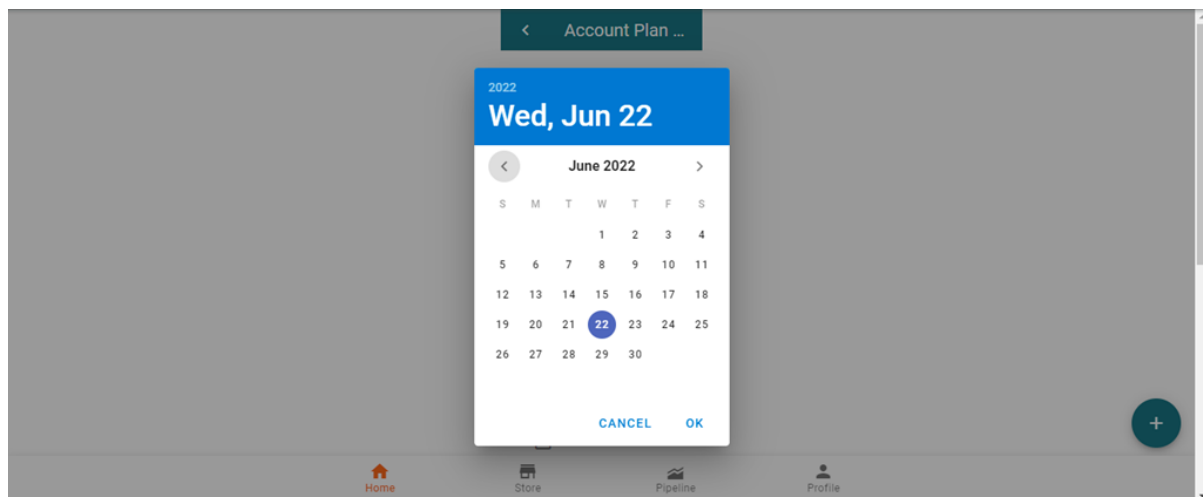 Account Plan ...
2022
Wed, Jun 22
June 2022
S M T W T F S
1 2 3 4
5 6 7 8 9 10 11
12 13 14 15 16 17 18
19 20 21 22 23 24 25
26 27 28 29 30
CANCEL OK
Home Store Pipeline Profile